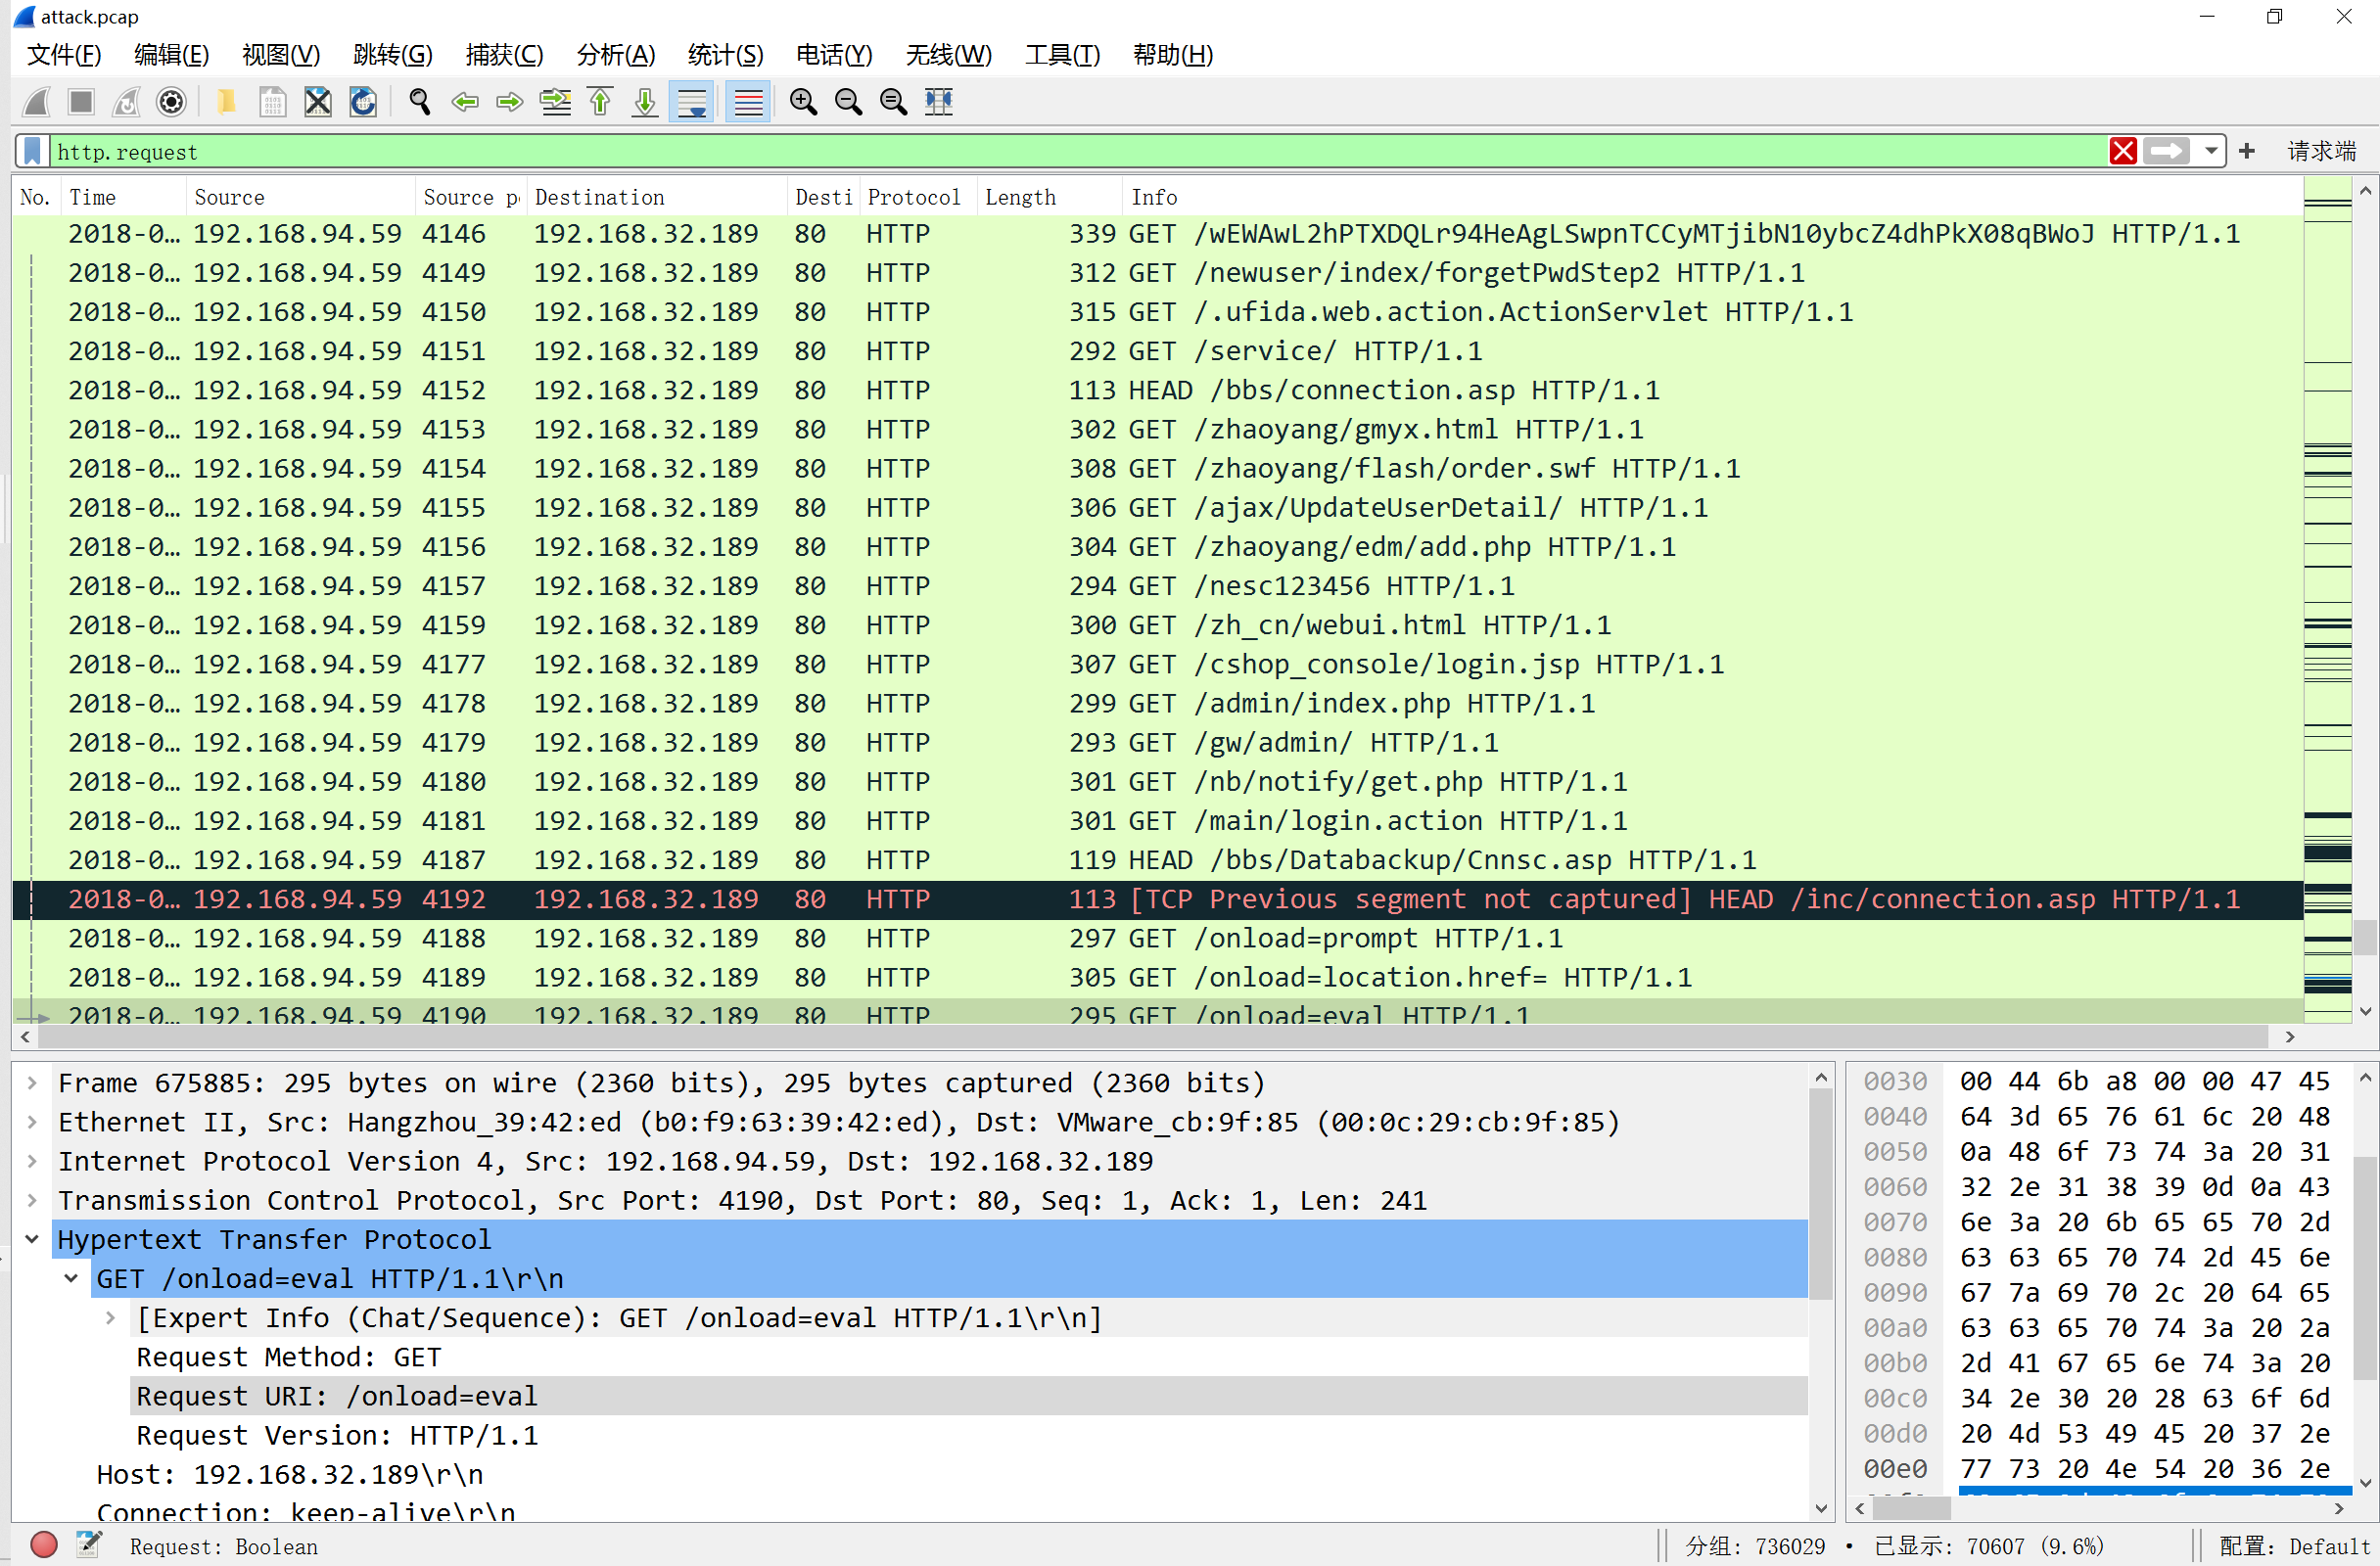 attack.pcap
文件(F) 编辑(E) 视图(V) 跳转(G) 捕获(C) 分析(A) 统计(S) 电话(Y) 无线(W) 工具(T) 帮助(H)
http.request
请求端
No. Time Source Source p Destination Desti Protocol Length Info
2018-0… 192.168.94.59 4146 192.168.32.189 80 HTTP 339 GET /wEWAwL2hPTXDQLr94HeAgLSwpnTCCyMTjibN10ybcZ4dhPkX08qBWoJ HTTP/1.1
2018-0… 192.168.94.59 4149 192.168.32.189 80 HTTP 312 GET /newuser/index/forgetPwdStep2 HTTP/1.1
2018-0… 192.168.94.59 4150 192.168.32.189 80 HTTP 315 GET /.ufida.web.action.ActionServlet HTTP/1.1
2018-0… 192.168.94.59 4151 192.168.32.189 80 HTTP 292 GET /service/ HTTP/1.1
2018-0… 192.168.94.59 4152 192.168.32.189 80 HTTP 113 HEAD /bbs/connection.asp HTTP/1.1
2018-0… 192.168.94.59 4153 192.168.32.189 80 HTTP 302 GET /zhaoyang/gmyx.html HTTP/1.1
2018-0… 192.168.94.59 4154 192.168.32.189 80 HTTP 308 GET /zhaoyang/flash/order.swf HTTP/1.1
2018-0… 192.168.94.59 4155 192.168.32.189 80 HTTP 306 GET /ajax/UpdateUserDetail/ HTTP/1.1
2018-0… 192.168.94.59 4156 192.168.32.189 80 HTTP 304 GET /zhaoyang/edm/add.php HTTP/1.1
2018-0… 192.168.94.59 4157 192.168.32.189 80 HTTP 294 GET /nesc123456 HTTP/1.1
2018-0… 192.168.94.59 4159 192.168.32.189 80 HTTP 300 GET /zh_cn/webui.html HTTP/1.1
2018-0… 192.168.94.59 4177 192.168.32.189 80 HTTP 307 GET /cshop_console/login.jsp HTTP/1.1
2018-0… 192.168.94.59 4178 192.168.32.189 80 HTTP 299 GET /admin/index.php HTTP/1.1
2018-0… 192.168.94.59 4179 192.168.32.189 80 HTTP 293 GET /gw/admin/ HTTP/1.1
2018-0… 192.168.94.59 4180 192.168.32.189 80 HTTP 301 GET /nb/notify/get.php HTTP/1.1
2018-0… 192.168.94.59 4181 192.168.32.189 80 HTTP 301 GET /main/login.action HTTP/1.1
2018-0… 192.168.94.59 4187 192.168.32.189 80 HTTP 119 HEAD /bbs/Databackup/Cnnsc.asp HTTP/1.1
2018-0… 192.168.94.59 4192 192.168.32.189 80 HTTP 113 [TCP Previous segment not captured] HEAD /inc/connection.asp HTTP/1.1
2018-0… 192.168.94.59 4188 192.168.32.189 80 HTTP 297 GET /onload=prompt HTTP/1.1
2018-0… 192.168.94.59 4189 192.168.32.189 80 HTTP 305 GET /onload=location.href= HTTP/1.1
2018-0… 192.168.94.59 4190 192.168.32.189 80 HTTP 295 GET /onload=eval HTTP/1.1
Frame 675885: 295 bytes on wire (2360 bits), 295 bytes captured (2360 bits)
Ethernet II, Src: Hangzhou_39:42:ed (b0:f9:63:39:42:ed), Dst: VMware_cb:9f:85 (00:0c:29:cb:9f:85)
Internet Protocol Version 4, Src: 192.168.94.59, Dst: 192.168.32.189
Transmission Control Protocol, Src Port: 4190, Dst Port: 80, Seq: 1, Ack: 1, Len: 241
Hypertext Transfer Protocol
GET /onload=eval HTTP/1.1\r\n
[Expert Info (Chat/Sequence): GET /onload=eval HTTP/1.1\r\n]
Request Method: GET
Request URI: /onload=eval
Request Version: HTTP/1.1
Host: 192.168.32.189\r\n
Connection: keep-alive\r\n
0030 00 44 6b a8 00 00 47 45
0040 64 3d 65 76 61 6c 20 48
0050 0a 48 6f 73 74 3a 20 31
0060 32 2e 31 38 39 0d 0a 43
0070 6e 3a 20 6b 65 65 70 2d
0080 63 63 65 70 74 2d 45 6e
0090 67 7a 69 70 2c 20 64 65
00a0 63 63 65 70 74 3a 20 2a
00b0 2d 41 67 65 6e 74 3a 20
00c0 34 2e 30 20 28 63 6f 6d
00d0 20 4d 53 49 45 20 37 2e
00e0 77 73 20 4e 54 20 36 2e
Request: Boolean
分组: 736029 · 已显示: 70607 (9.6%)
配置: Default